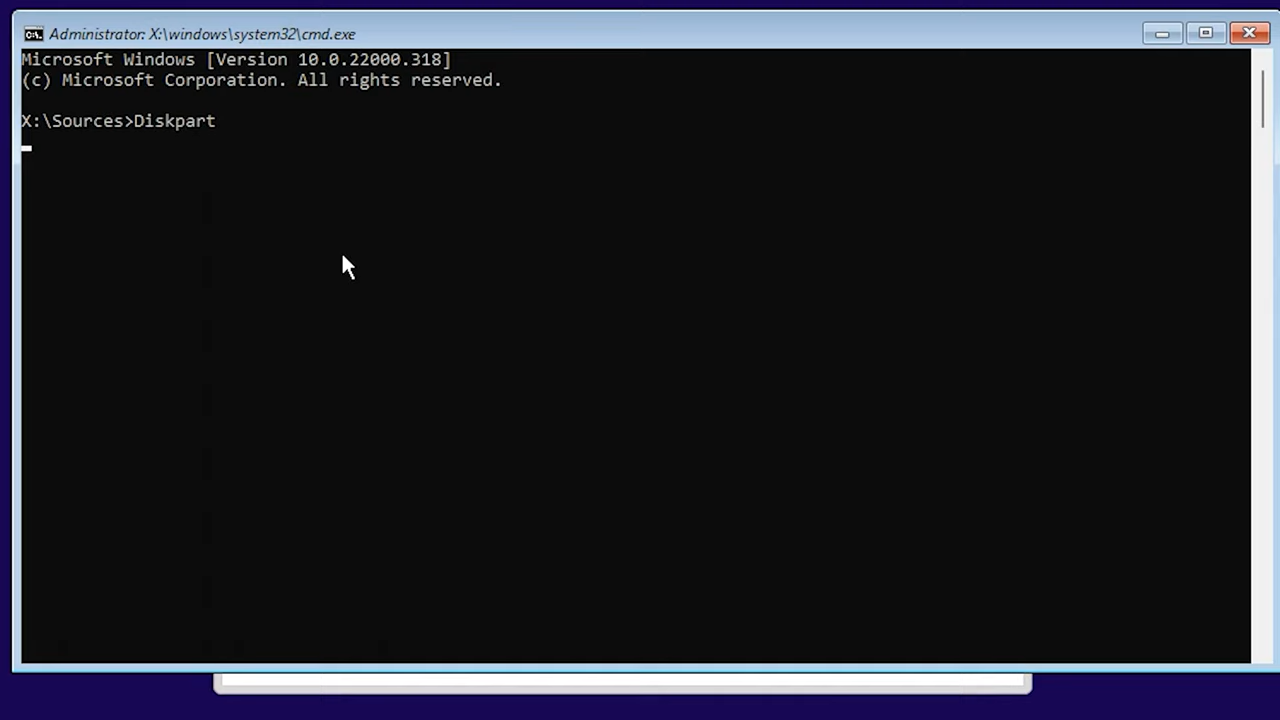 Administrator: X:\windows\system32\cmd.exe
Microsoft Windows [Version 10.0.22000.318]
(c) Microsoft Corporation. All rights reserved.
X:\Sources>Diskpart